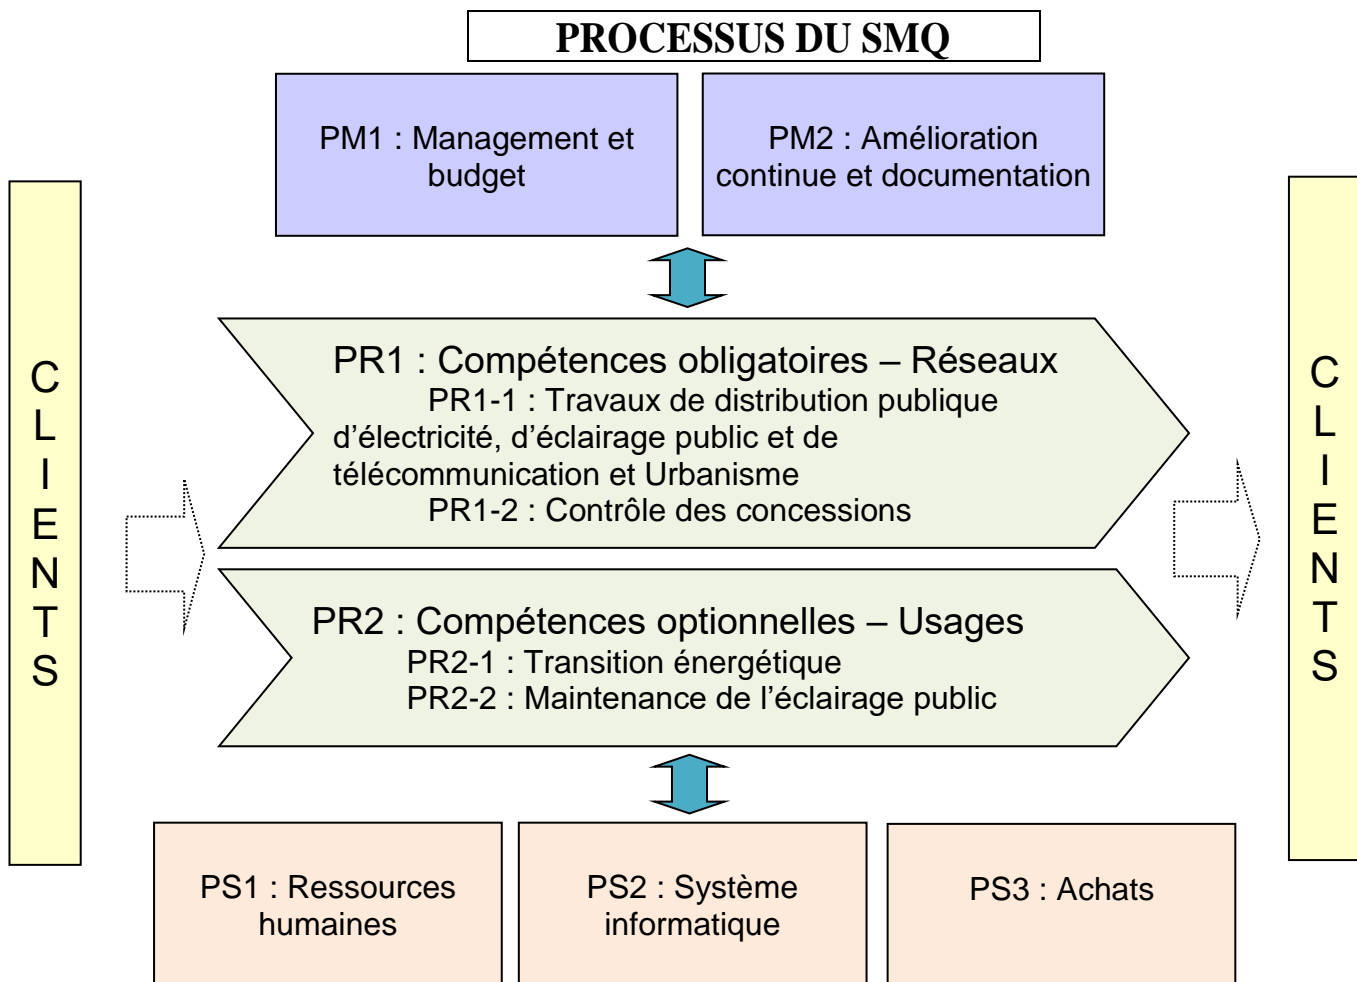 PROCESSUS DU SMQ
PM1 : Management et
budget
PM2 : Amélioration
continue et documentation
CLIENTS
PR1 : Compétences obligatoires – Réseaux
PR1-1 : Travaux de distribution publique
d’électricité, d’éclairage public et de
télécommunication et Urbanisme
PR1-2 : Contrôle des concessions
PR2 : Compétences optionnelles – Usages
PR2-1 : Transition énergétique
PR2-2 : Maintenance de l’éclairage public
CLIENTS
PS1 : Ressources
humaines
PS2 : Système
informatique
PS3 : Achats